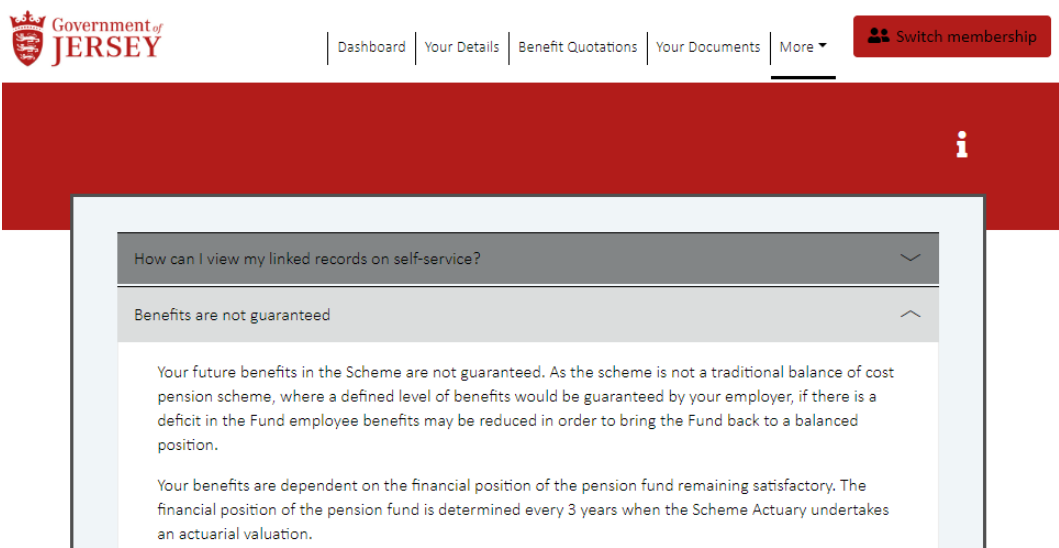 Government of
JERSEY
Dashboard
Your Details
Benefit Quotations
Your Documents
More
Switch membership
How can I view my linked records on self-service?
Benefits are not guaranteed
Your future benefits in the Scheme are not guaranteed. As the scheme is not a traditional balance of cost
pension scheme, where a defined level of benefits would be guaranteed by your employer, if there is a
deficit in the Fund employee benefits may be reduced in order to bring the Fund back to a balanced
position.
Your benefits are dependent on the financial position of the pension fund remaining satisfactory. The
financial position of the pension fund is determined every 3 years when the Scheme Actuary undertakes
an actuarial valuation.